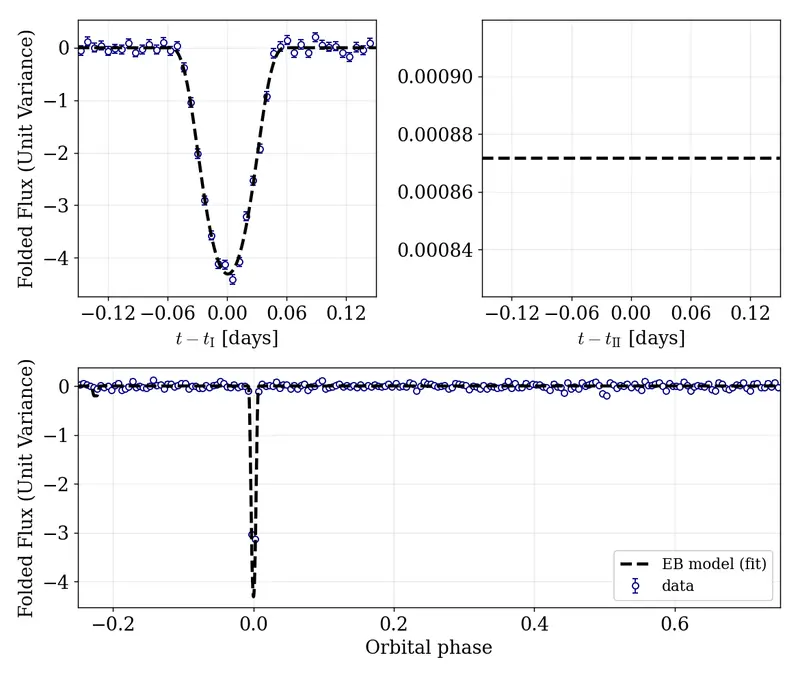 Folded Flux (Unit Variance)
0
−1
−2
−3
−4
−0.12 −0.06 0.00 0.06 0.12
t − t_I [days]
0.00090
0.00088
0.00086
0.00084
−0.12 −0.06 0.00 0.06 0.12
t − t_II [days]
Folded Flux (Unit Variance)
0
−1
−2
−3
−4
−0.2 0.0 0.2 0.4 0.6
Orbital phase
EB model (fit)
data